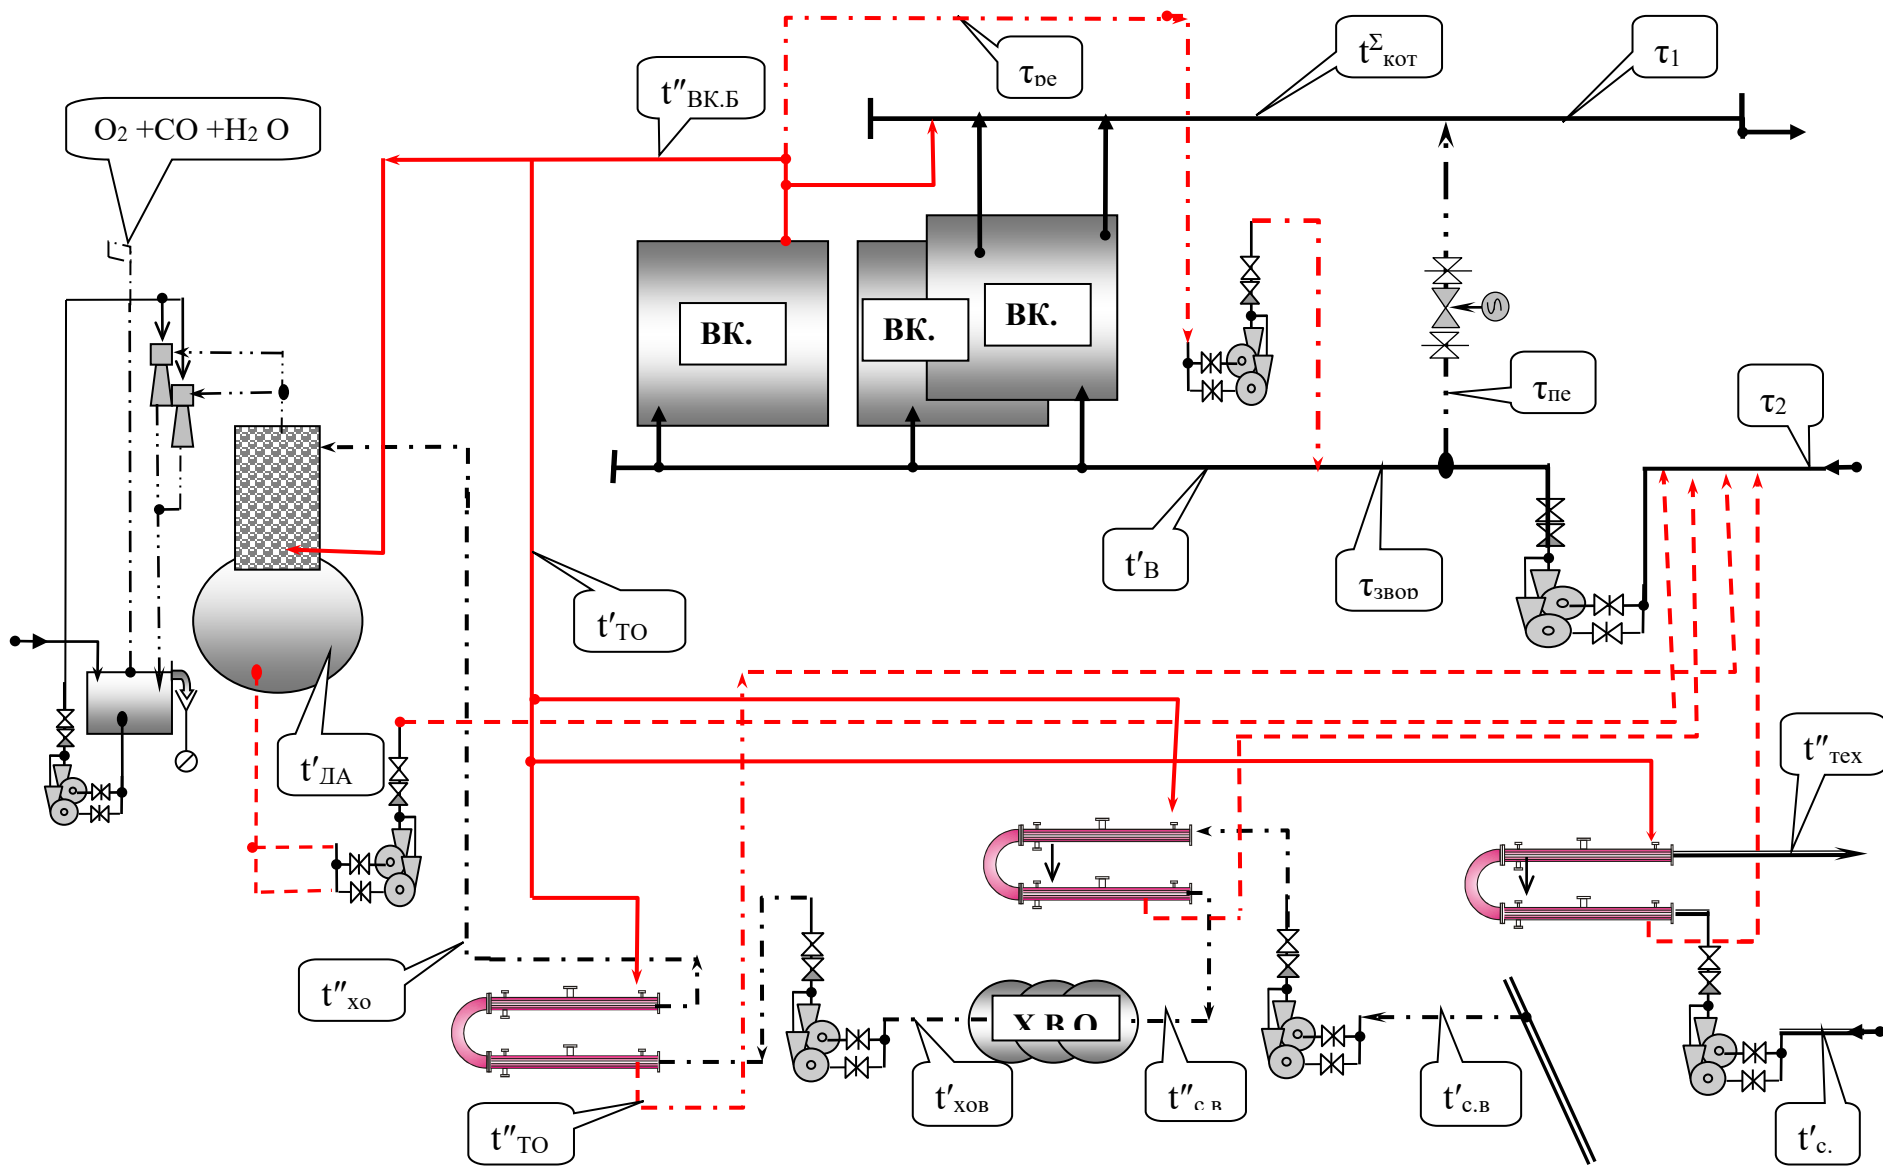 τре
t″ВК.Б
tΣкот
τ1
O2 +CO +H2 O
ВК.
ВК.
ВК.
τпе
τ2
t′В
τзвор
t′ТО
t′ДА
t″тех
t″хо
Х В О
t′хов
t″с.в
t′с.в
t″ТО
t′с.